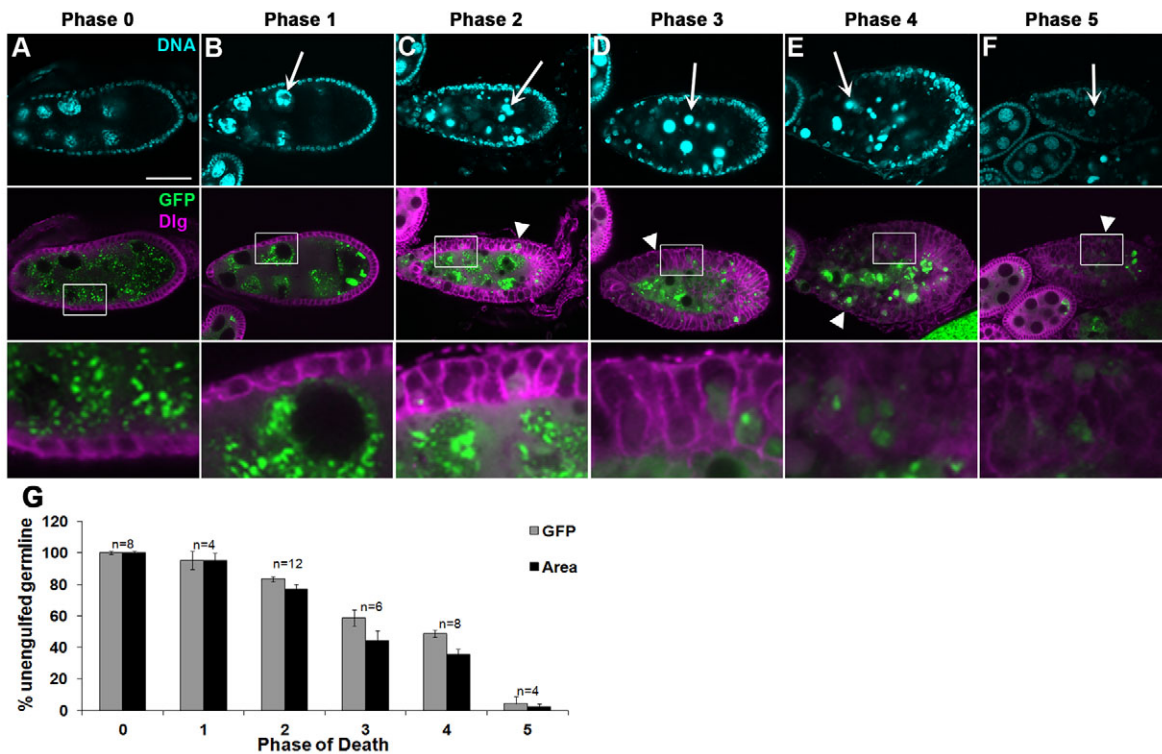 Phase 0 Phase 1 Phase 2 Phase 3 Phase 4 Phase 5
A DNA B C D E F
GFP
Dlg
G
% unengulfed germline
120
100
80
60
40
20
0
n=8
n=4
n=12
n=6
n=8
n=4
GFP
Area
0 1 2 3 4 5
Phase of Death